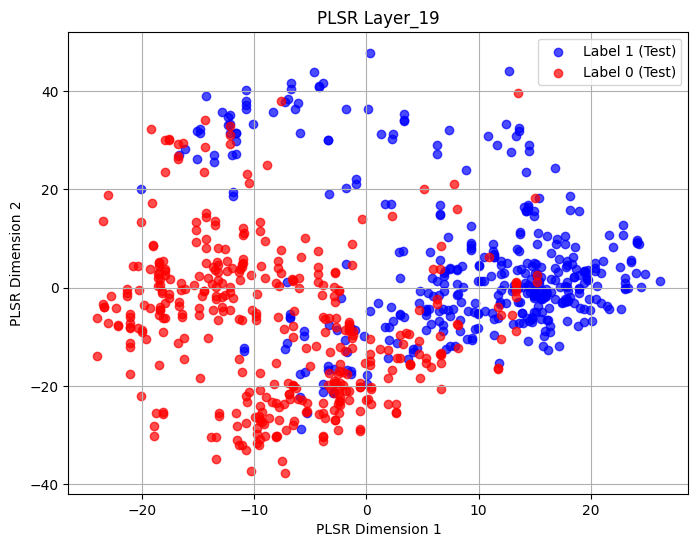 PLSR Layer_19
Label 1 (Test)
Label 0 (Test)
PLSR Dimension 2
40
20
0
−20
−40
−20
−10
0
10
20
PLSR Dimension 1